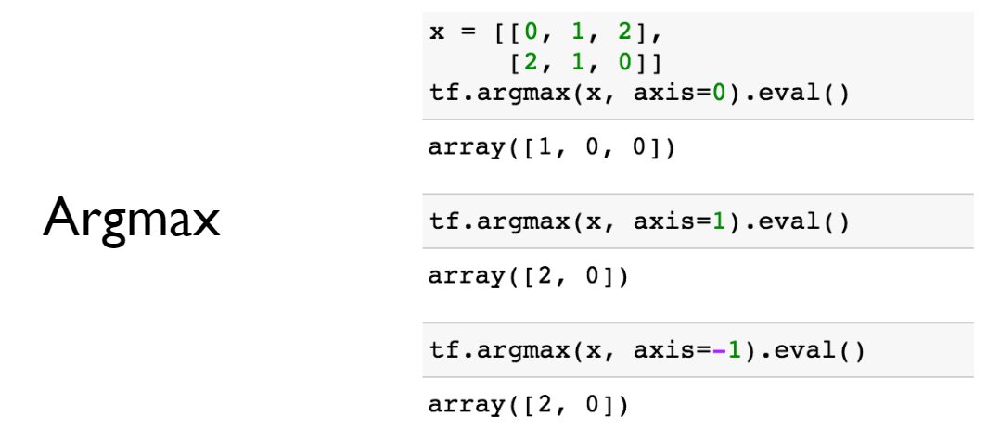 Argmax
x = [[0, 1, 2],
     [2, 1, 0]]
tf.argmax(x, axis=0).eval()
array([1, 0, 0])
tf.argmax(x, axis=1).eval()
array([2, 0])
tf.argmax(x, axis=-1).eval()
array([2, 0])